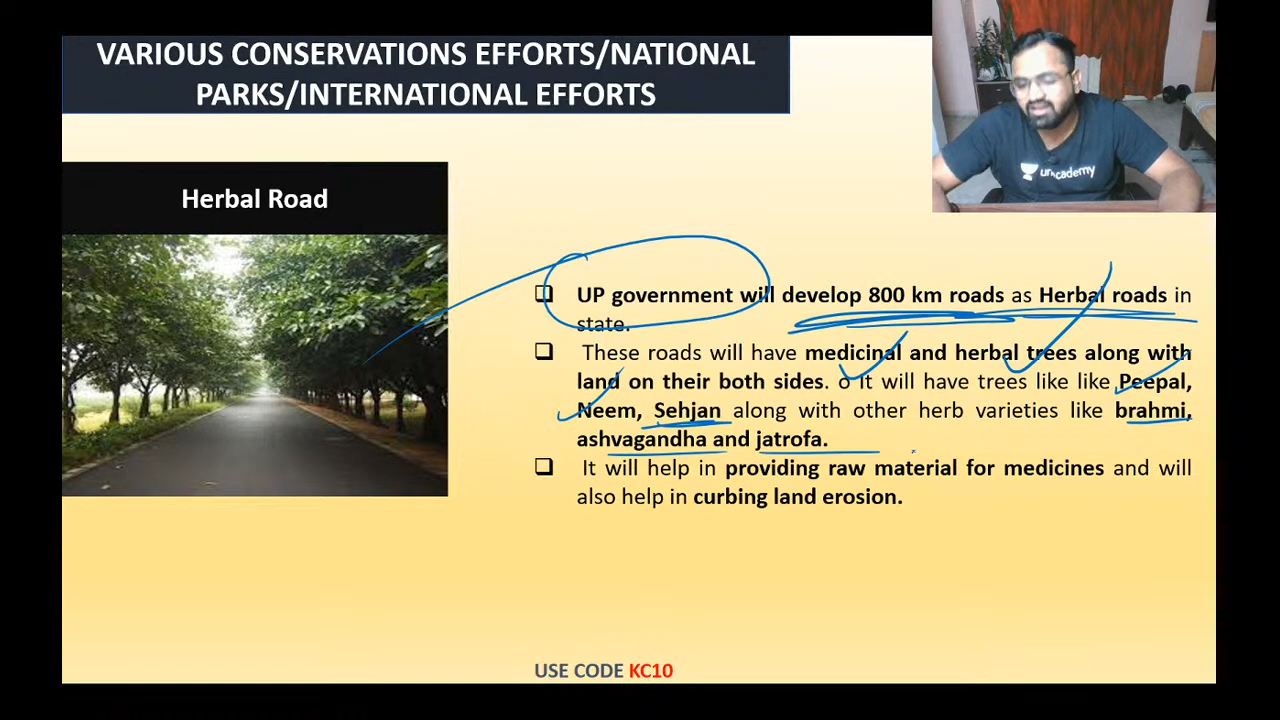 VARIOUS CONSERVATIONS EFFORTS/NATIONAL
PARKS/INTERNATIONAL EFFORTS
unacademy
Herbal Road
❑ UP government will develop 800 km roads as Herbal roads in
state.
❑ These roads will have medicinal and herbal trees along with
land on their both sides. o It will have trees like like Peepal,
Neem, Sehjan along with other herb varieties like brahmi,
ashvagandha and jatrofa.
❑ It will help in providing raw material for medicines and will
also help in curbing land erosion.
USE CODE KC10